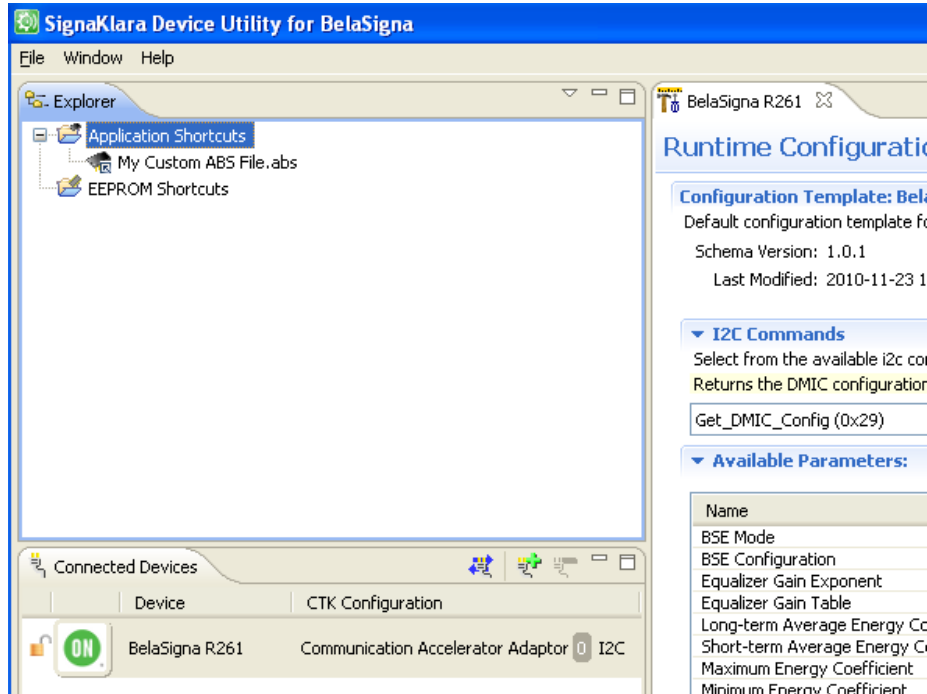 SignaKlara Device Utility for BelaSigna
File Window Help
Explorer
Application Shortcuts
My Custom ABS File.abs
EEPROM Shortcuts
Connected Devices
Device CTK Configuration
ON BelaSigna R261 Communication Accelerator Adaptor 0 I2C
BelaSigna R261
Runtime Configuratio
Configuration Template: Bela
Default configuration template fo
Schema Version: 1.0.1
Last Modified: 2010-11-23 1
I2C Commands
Select from the available i2c co
Returns the DMIC configuration
Get_DMIC_Config (0x29)
Available Parameters:
Name
BSE Mode
BSE Configuration
Equalizer Gain Exponent
Equalizer Gain Table
Long-term Average Energy Co
Short-term Average Energy C
Maximum Energy Coefficient
Minimum Energy Coefficient